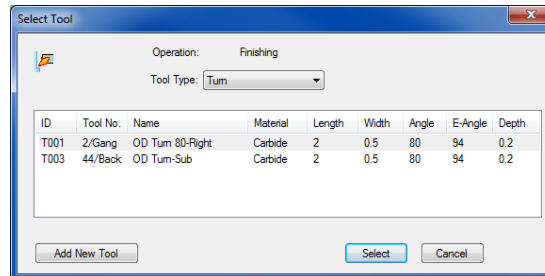 Select Tool
Operation: Finishing
Tool Type: Turn
ID Tool No. Name Material Length Width Angle E-Angle Depth
T001 2/Gang OD Turn 80-Right Carbide 2 0.5 80 94 0.2
T003 44/Back OD Turn-Sub Carbide 2 0.5 80 94 0.2
Add New Tool Select Cancel